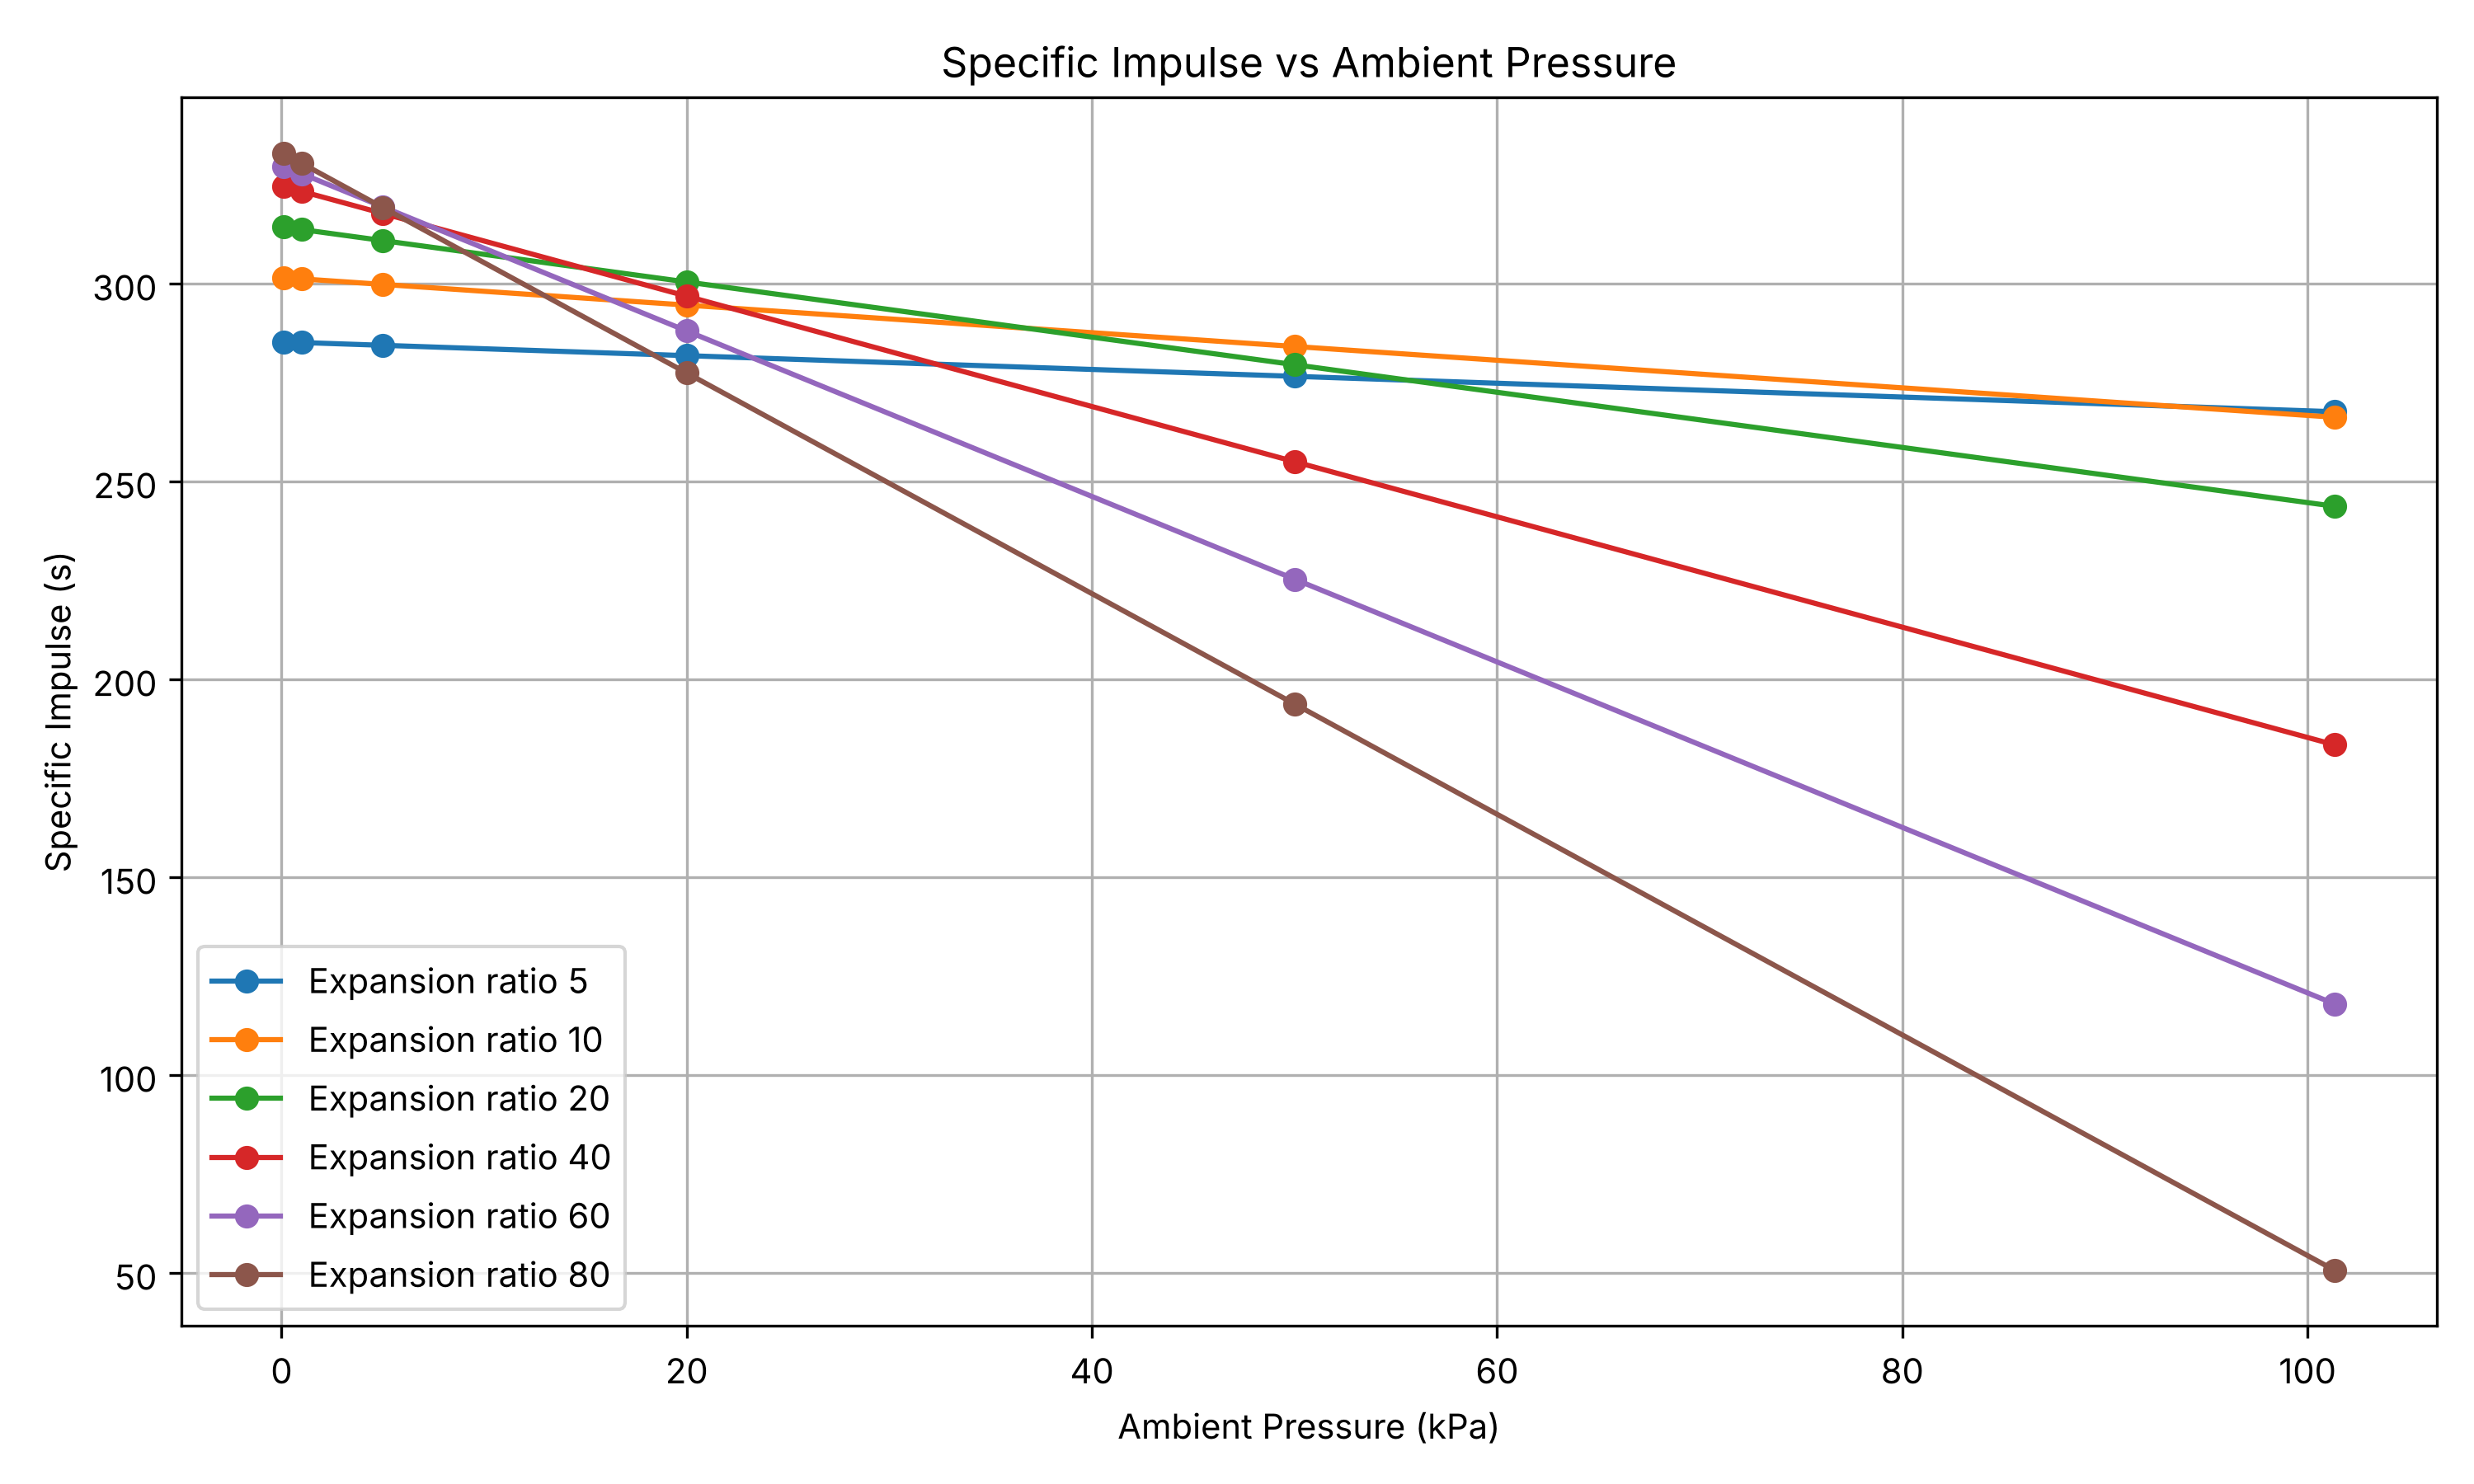 Specific Impulse vs Ambient Pressure
Specific Impulse (s)
300
250
200
150
100
50
Expansion ratio 5
Expansion ratio 10
Expansion ratio 20
Expansion ratio 40
Expansion ratio 60
Expansion ratio 80
0 20 40 60 80 100
Ambient Pressure (kPa)